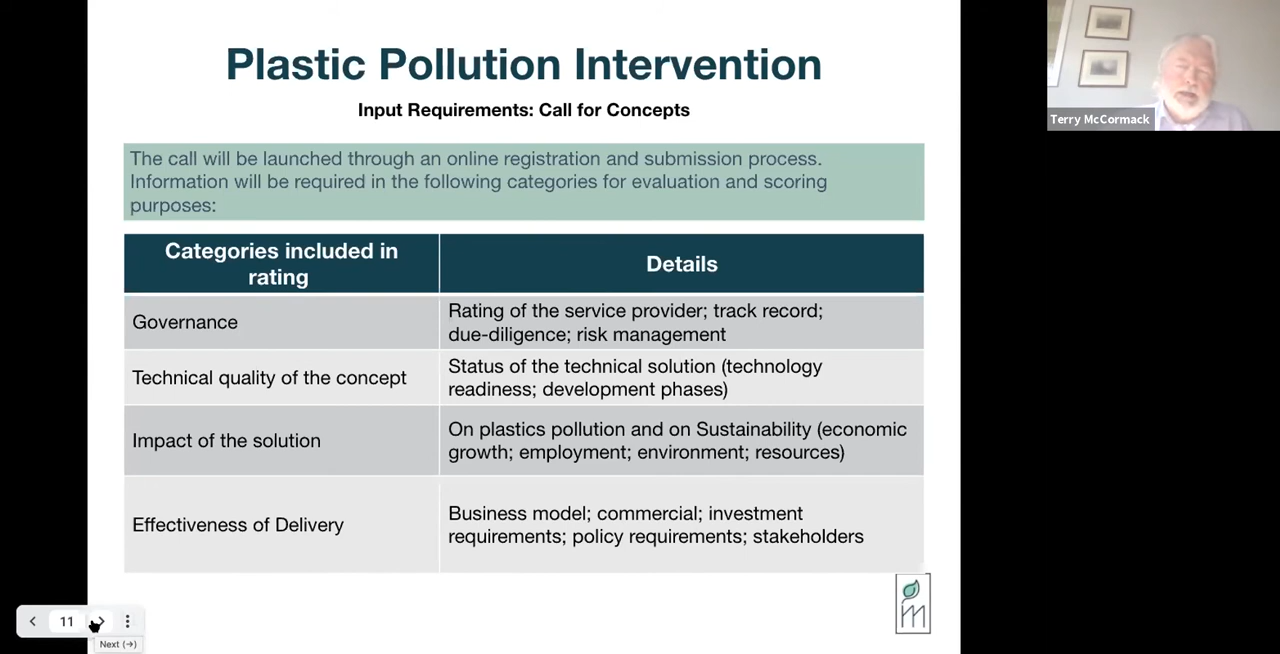 Plastic Pollution Intervention
Input Requirements: Call for Concepts
The call will be launched through an online registration and submission process.
Information will be required in the following categories for evaluation and scoring
purposes:
Categories included in
rating
Details
Governance
Rating of the service provider; track record;
due-diligence; risk management
Technical quality of the concept
Status of the technical solution (technology
readiness; development phases)
Impact of the solution
On plastics pollution and on Sustainability (economic
growth; employment; environment; resources)
Effectiveness of Delivery
Business model; commercial; investment
requirements; policy requirements; stakeholders
Terry McCormack
11
Next (→)